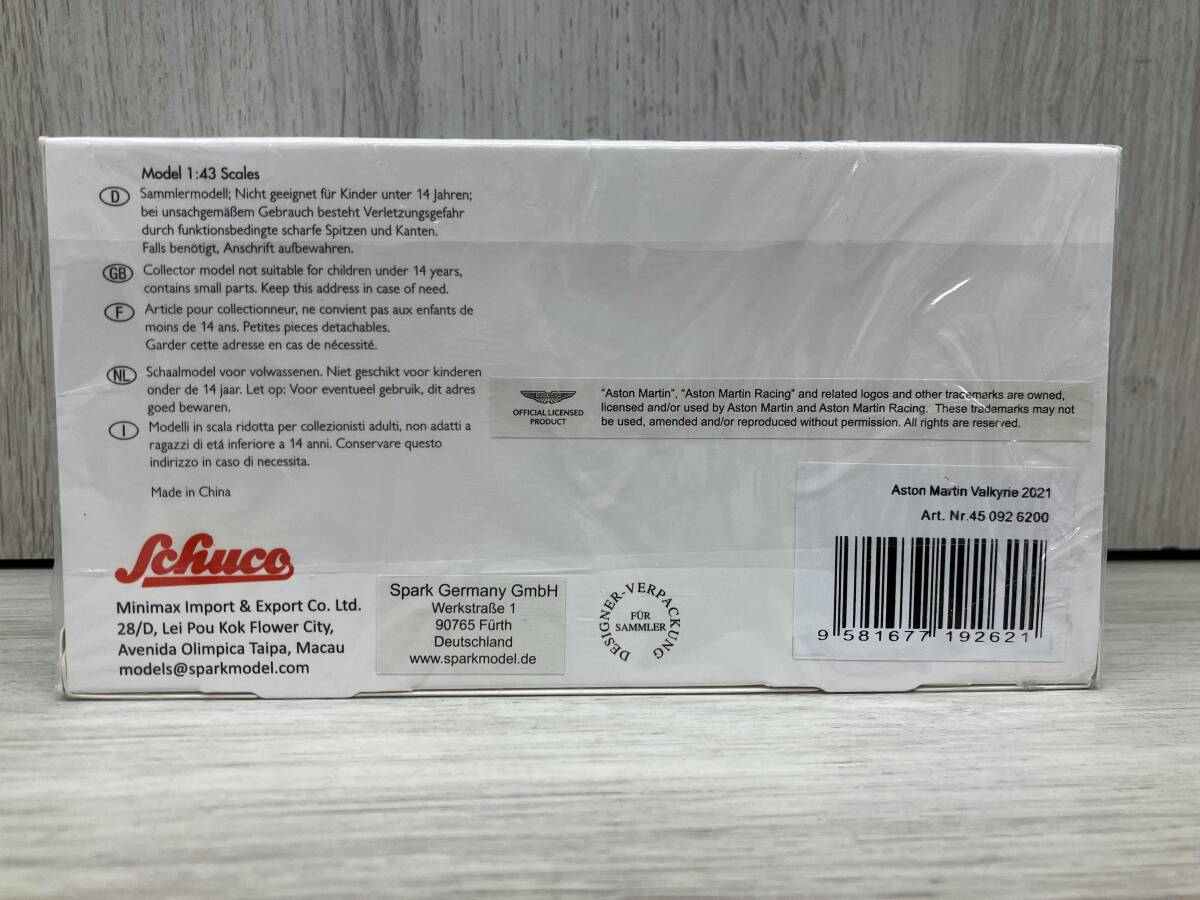 Model 1:43 Scales
D
Sammlermodell; Nicht geeignet für Kinder unter 14 Jahren;
bei unsachgemäßem Gebrauch besteht Verletzungsgefahr
durch funktionsbedingte scharfe Spitzen und Kanten.
Falls benötigt, Anschrift aufbewahren.
GB
Collector model not suitable for children under 14 years,
contains small parts. Keep this address in case of need.
F
Article pour collectionneur, ne convient pas aux enfants de
moins de 14 ans. Petites pieces detachables.
Garder cette adresse en cas de nécessité.
NL
Schaalmodel voor volwassenen. Niet geschikt voor kinderen
onder de 14 jaar. Let op: Voor eventueel gebruik, dit adres
goed bewaren.
I
Modelli in scala ridotta per collezionisti adulti, non adatti a
ragazzi di etá inferiore a 14 anni. Conservare questo
indirizzo in caso di necessita.
Made in China
Schuco
Minimax Import & Export Co. Ltd.
28/D, Lei Pou Kok Flower City,
Avenida Olimpica Taipa, Macau
models@sparkmodel.com
Spark Germany GmbH
Werkstraße 1
90765 Fürth
Deutschland
www.sparkmodel.de
DESIGNER-VERPACKUNG
FÜR
SAMMLER
ASTON MARTIN
OFFICIAL LICENSED
PRODUCT
"Aston Martin", "Aston Martin Racing" and related logos and other trademarks are owned,
licensed and/or used by Aston Martin and Aston Martin Racing. These trademarks may not
be used, amended and/or reproduced without permission. All rights are reserved.
Aston Martin Valkyrie 2021
Art. Nr.45 092 6200
9 581677 192621